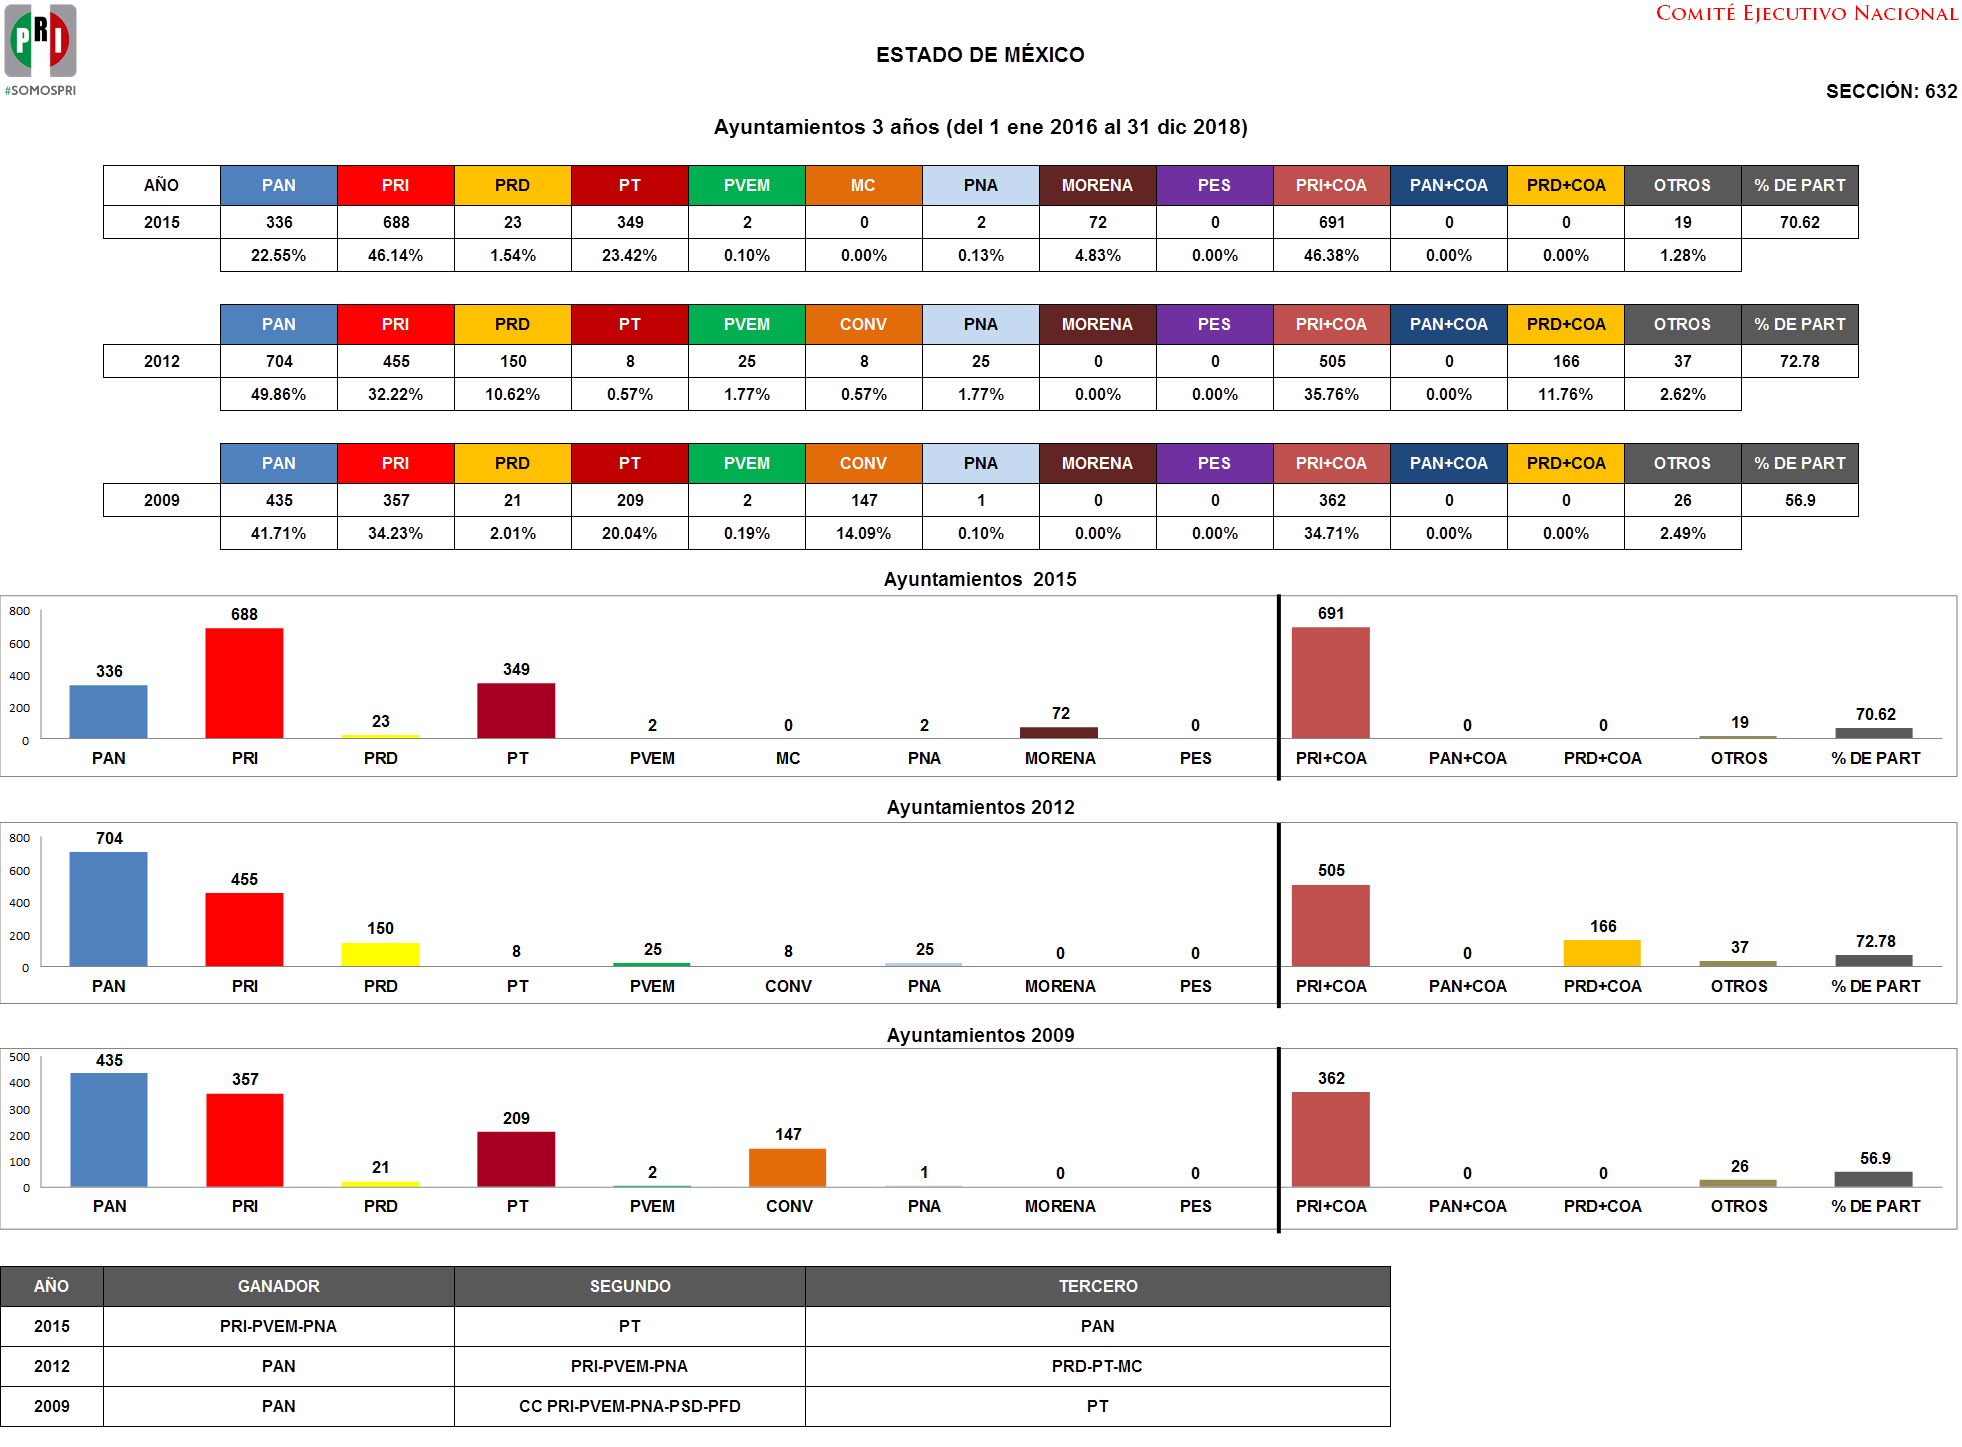 COMITÉ EJECUTIVO NACIONAL
PRI
#SOMOSPRI
ESTADO DE MÉXICO
SECCIÓN: 632
Ayuntamientos 3 años (del 1 ene 2016 al 31 dic 2018)
AÑO PAN PRI PRD PT PVEM MC PNA MORENA PES PRI+COA PAN+COA PRD+COA OTROS % DE PART
2015 336 688 23 349 2 0 2 72 0 691 0 0 19 70.62
22.55% 46.14% 1.54% 23.42% 0.10% 0.00% 0.13% 4.83% 0.00% 46.38% 0.00% 0.00% 1.28%
PAN PRI PRD PT PVEM CONV PNA MORENA PES PRI+COA PAN+COA PRD+COA OTROS % DE PART
2012 704 455 150 8 25 8 25 0 0 505 0 166 37 72.78
49.86% 32.22% 10.62% 0.57% 1.77% 0.57% 1.77% 0.00% 0.00% 35.76% 0.00% 11.76% 2.62%
PAN PRI PRD PT PVEM CONV PNA MORENA PES PRI+COA PAN+COA PRD+COA OTROS % DE PART
2009 435 357 21 209 2 147 1 0 0 362 0 0 26 56.9
41.71% 34.23% 2.01% 20.04% 0.19% 14.09% 0.10% 0.00% 0.00% 34.71% 0.00% 0.00% 2.49%
Ayuntamientos 2015
800
600
400
200
0
336 688 23 349 2 0 2 72 0 691 0 0 19 70.62
PAN PRI PRD PT PVEM MC PNA MORENA PES PRI+COA PAN+COA PRD+COA OTROS % DE PART
Ayuntamientos 2012
800
600
400
200
0
704 455 150 8 25 8 25 0 0 505 0 166 37 72.78
PAN PRI PRD PT PVEM CONV PNA MORENA PES PRI+COA PAN+COA PRD+COA OTROS % DE PART
Ayuntamientos 2009
500
400
300
200
100
0
435 357 21 209 2 147 1 0 0 362 0 0 26 56.9
PAN PRI PRD PT PVEM CONV PNA MORENA PES PRI+COA PAN+COA PRD+COA OTROS % DE PART
AÑO GANADOR SEGUNDO TERCERO
2015 PRI-PVEM-PNA PT PAN
2012 PAN PRI-PVEM-PNA PRD-PT-MC
2009 PAN CC PRI-PVEM-PNA-PSD-PFD PT